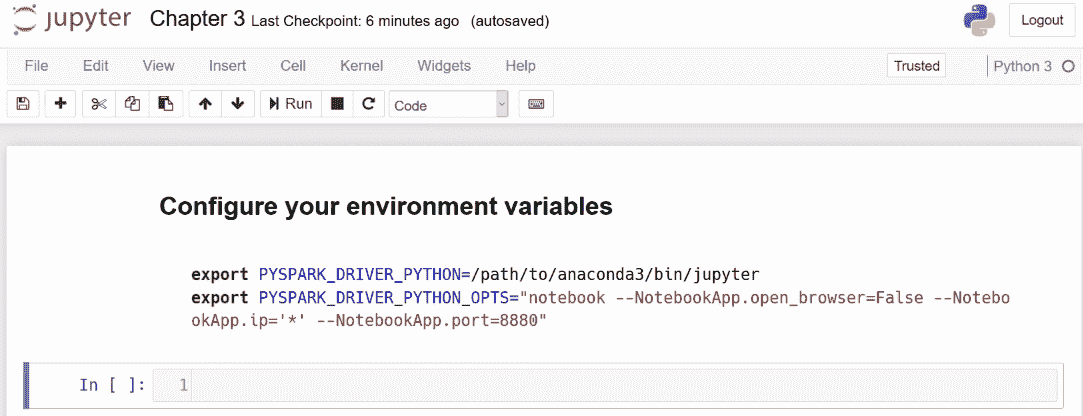 jupyter Chapter 3 Last Checkpoint: 6 minutes ago (autosaved) Logout
File Edit View Insert Cell Kernel Widgets Help Trusted Python 3
Run Code
Configure your environment variables
export PYSPARK_DRIVER_PYTHON=/path/to/anaconda3/bin/jupyter
export PYSPARK_DRIVER_PYTHON_OPTS="notebook --NotebookApp.open_browser=False --Notebo
okApp.ip='*' --NotebookApp.port=8880"
In [ ]: 1